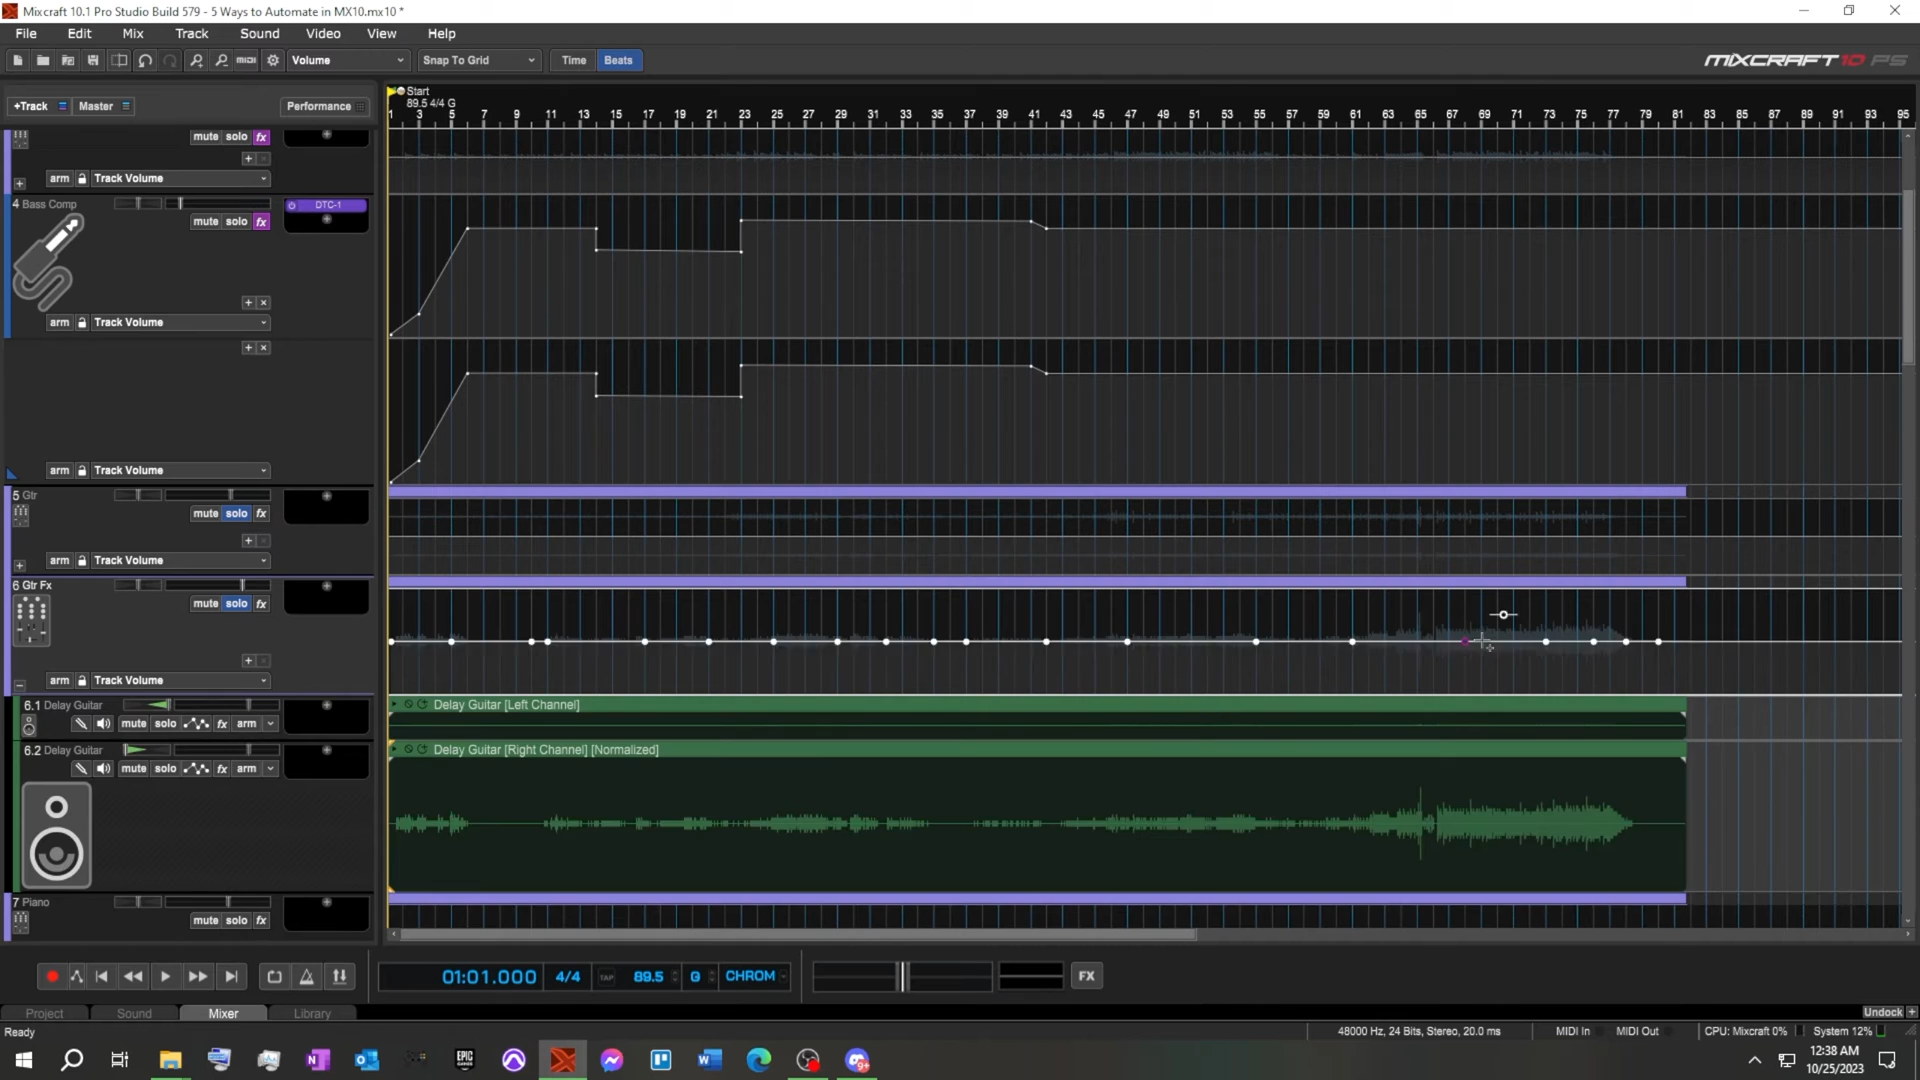 Mixcraft 10.1 Pro Studio Build 579 - 5 Ways to Automate in MX10.mx10 *
File Edit Mix Track Sound Video View Help
MIDI Volume Snap To Grid Time Beats MIXCRAFT 10 PS
+Track Master Performance
Start
89.5 4/4 G
1 3 5 7 9 11 13 15 17 19 21 23 25 27 29 31 33 35 37 39 41 43 45 47 49 51 53 55 57 59 61 63 65 67 69 71 73 75 77 79 81 83 85 87 89 91 93 95
mute solo fx
arm Track Volume
4 Bass Comp DTC-1
mute solo fx
arm Track Volume
arm Track Volume
5 Gtr
mute solo fx
arm Track Volume
6 Gtr Fx
mute solo fx
arm Track Volume
6.1 Delay Guitar Delay Guitar [Left Channel]
mute solo fx arm
6.2 Delay Guitar Delay Guitar [Right Channel] [Normalized]
mute solo fx arm
7 Piano
mute solo fx
01:01.000 4/4 TAP 89.5 G CHROM FX
Project Sound Mixer Library Undock
Ready 48000 Hz, 24 Bits, Stereo, 20.0 ms MIDI In MIDI Out CPU: Mixcraft 0% System 12%
EPIC GAMES 9+ 12:38 AM
10/25/2023